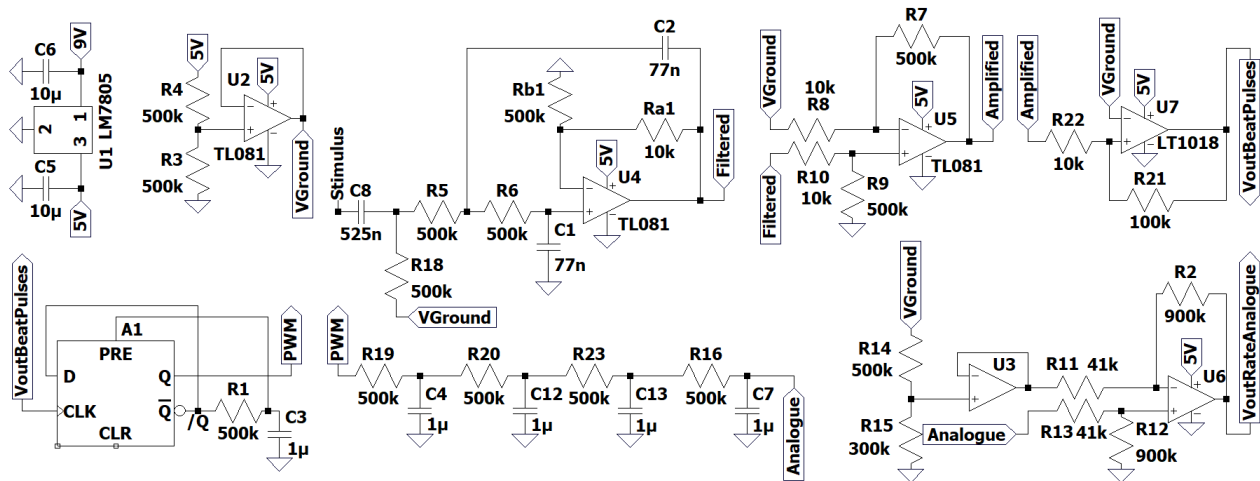 C6
10µ
9V
1
2
3
U1 LM7805
C5
10µ
5V
5V
R4
500k
R3
500k
U2
5V
TL081
VGround
Stimulus
C8
525n
R18
500k
VGround
R5
500k
R6
500k
C1
77n
Rb1
500k
Ra1
10k
C2
77n
5V
U4
TL081
Filtered
VGround
Filtered
10k
R8
R10
10k
R9
500k
R7
500k
5V
U5
TL081
Amplified
Amplified
R22
10k
VGround
5V
U7
LT1018
R21
100k
VoutBeatPulses
VoutBeatPulses
A1
PRE
D
Q
CLK
Q
CLR
/Q
R1
500k
C3
1µ
PWM
PWM
R19
500k
C4
1µ
R20
500k
C12
1µ
R23
500k
C13
1µ
R16
500k
C7
1µ
Analogue
VGround
R14
500k
R15
300k
Analogue
U3
R11 41k
R13 41k
R12
900k
R2
900k
5V
U6
VoutRateAnalogue